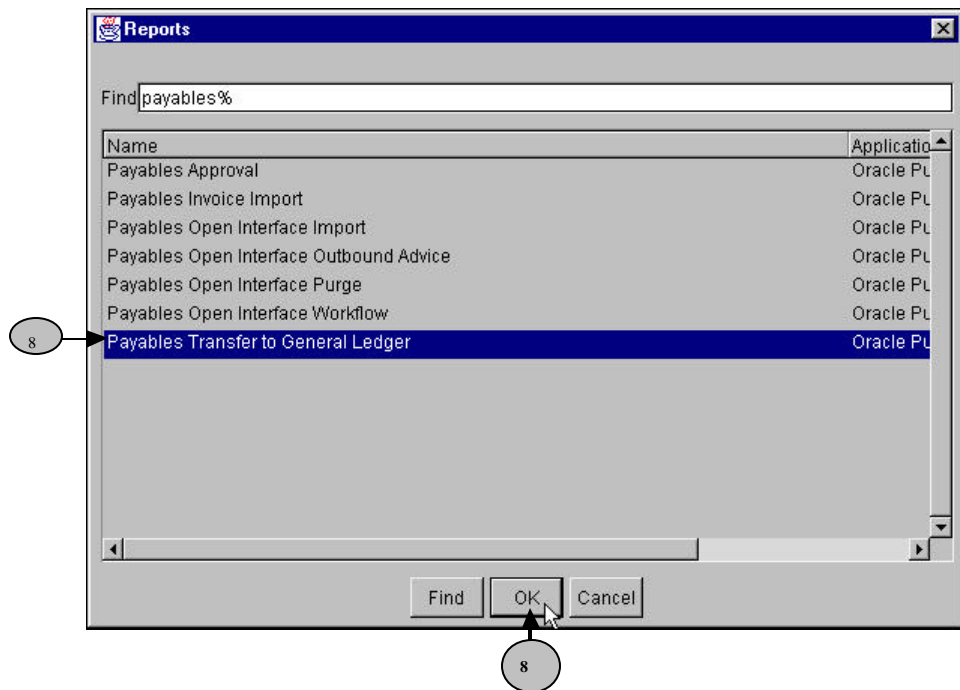 Reports
Find payables%
Name Applicatio
Payables Approval Oracle Pu
Payables Invoice Import Oracle Pu
Payables Open Interface Import Oracle Pu
Payables Open Interface Outbound Advice Oracle Pu
Payables Open Interface Purge Oracle Pu
Payables Open Interface Workflow Oracle Pu
8 Payables Transfer to General Ledger Oracle Pu
Find OK Cancel
8